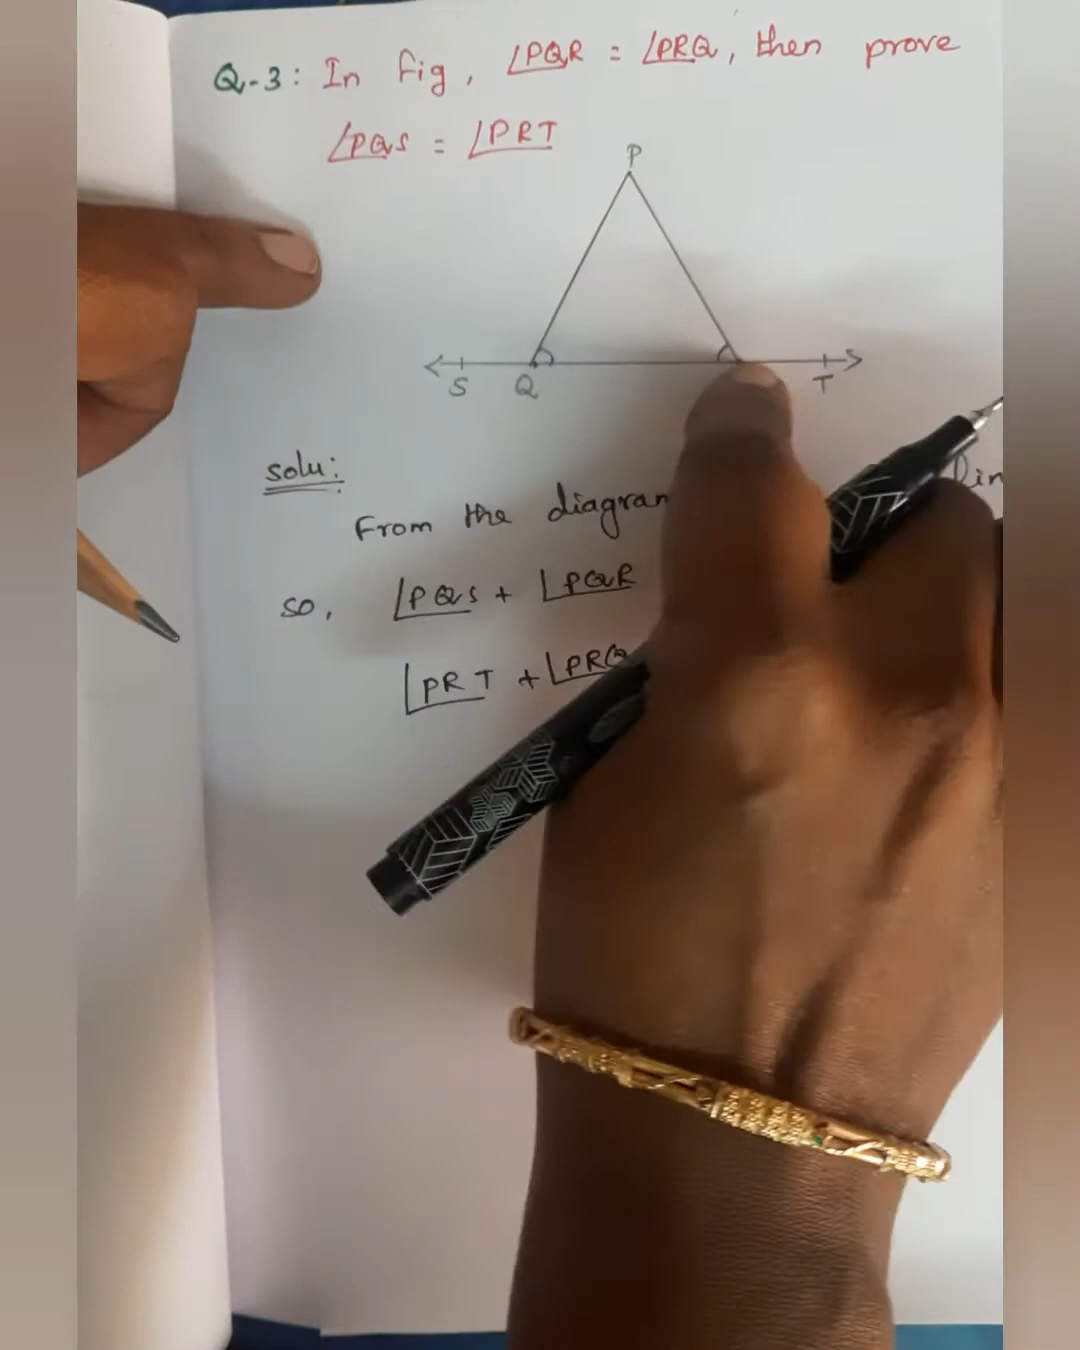 Q-3: In fig, ∠PQR = ∠PRQ, then prove
∠PQS = ∠PRT
P
S Q T
solu:
From the diagram
so, ∠PQS + ∠PQR
∠PRT + ∠PRQ